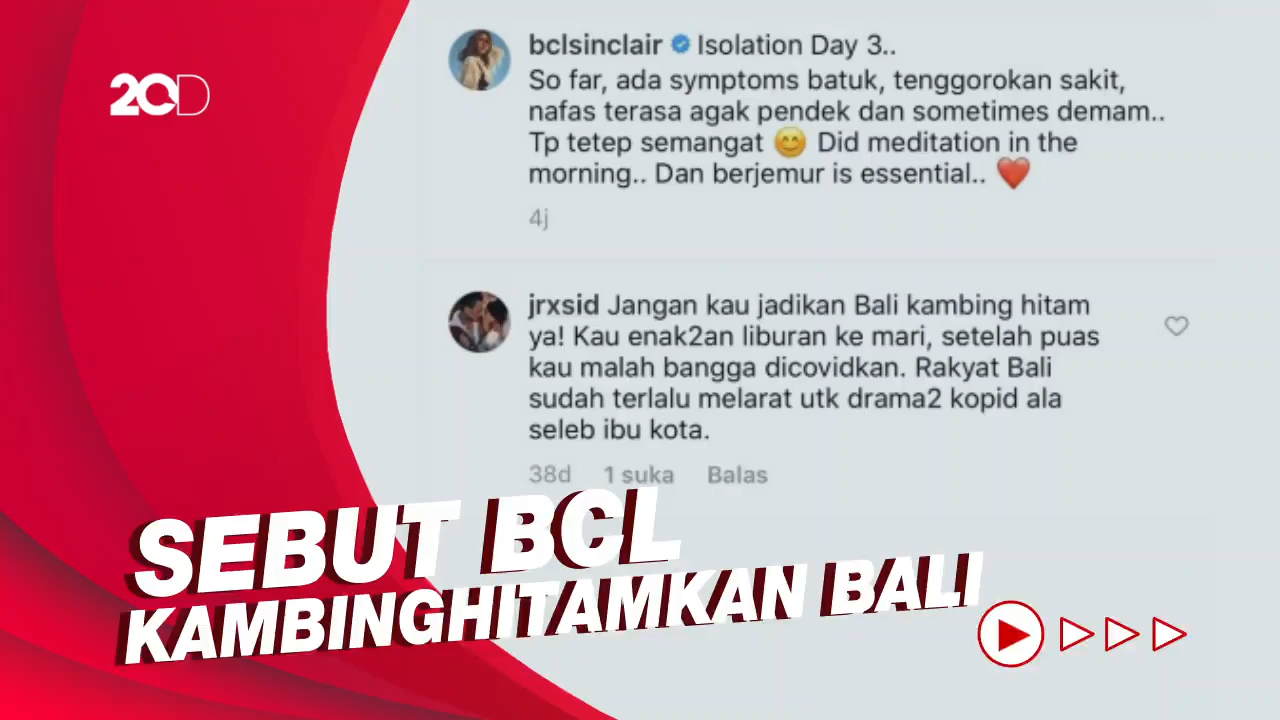 20D
bclsinclair Isolation Day 3..
So far, ada symptoms batuk, tenggorokan sakit,
nafas terasa agak pendek dan sometimes demam..
Tp tetep semangat 😊 Did meditation in the
morning.. Dan berjemur is essential.. ❤️
4j
jrxsid Jangan kau jadikan Bali kambing hitam
ya! Kau enak2an liburan ke mari, setelah puas
kau malah bangga dicovidkan. Rakyat Bali
sudah terlalu melarat utk drama2 kopid ala
seleb ibu kota.
38d 1 suka Balas
SEBUT BCL
KAMBINGHITAMKAN BALI